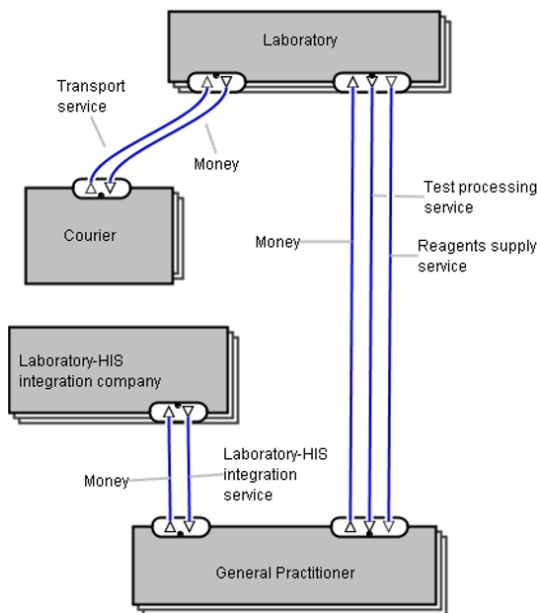 Laboratory
Transport
service
Money
Test processing
service
Courier
Money
Reagents supply
service
Laboratory-HIS
integration company
Laboratory-HIS
integration
service
Money
General Practitioner